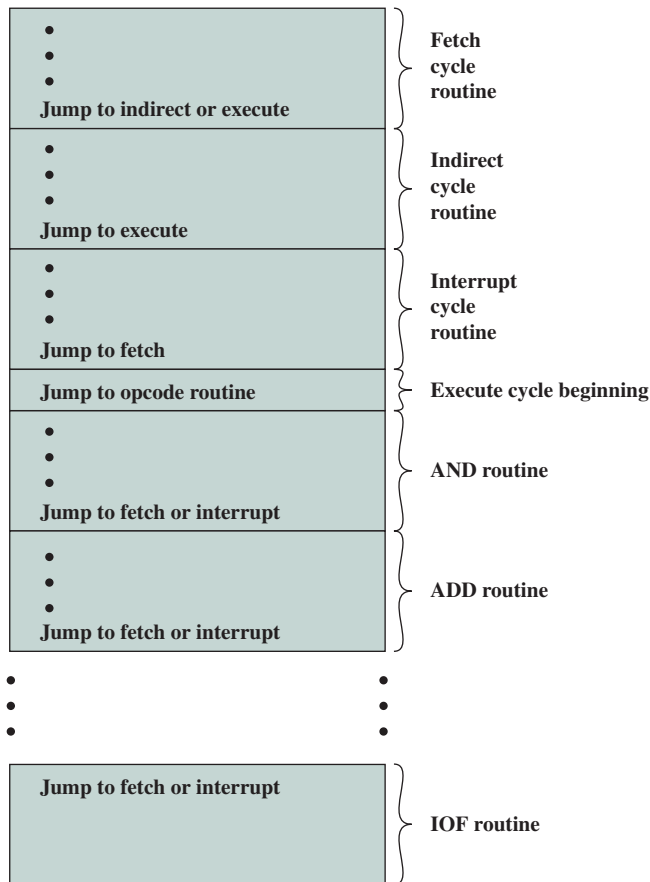 Jump to indirect or execute
Fetch
cycle
routine
Jump to execute
Indirect
cycle
routine
Jump to fetch
Interrupt
cycle
routine
Jump to opcode routine
Execute cycle beginning
Jump to fetch or interrupt
AND routine
Jump to fetch or interrupt
ADD routine
Jump to fetch or interrupt
IOF routine